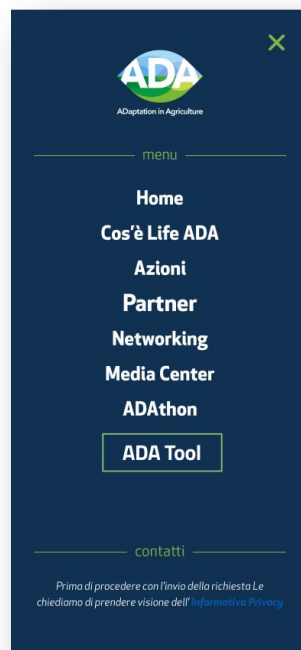 ADA
ADaptation in Agriculture
menu
Home
Cos'è Life ADA
Azioni
Partner
Networking
Media Center
ADAthon
ADA Tool
contatti
Prima di procedere con l'invio della richiesta Le
chiediamo di prendere visione dell' Informativa Privacy